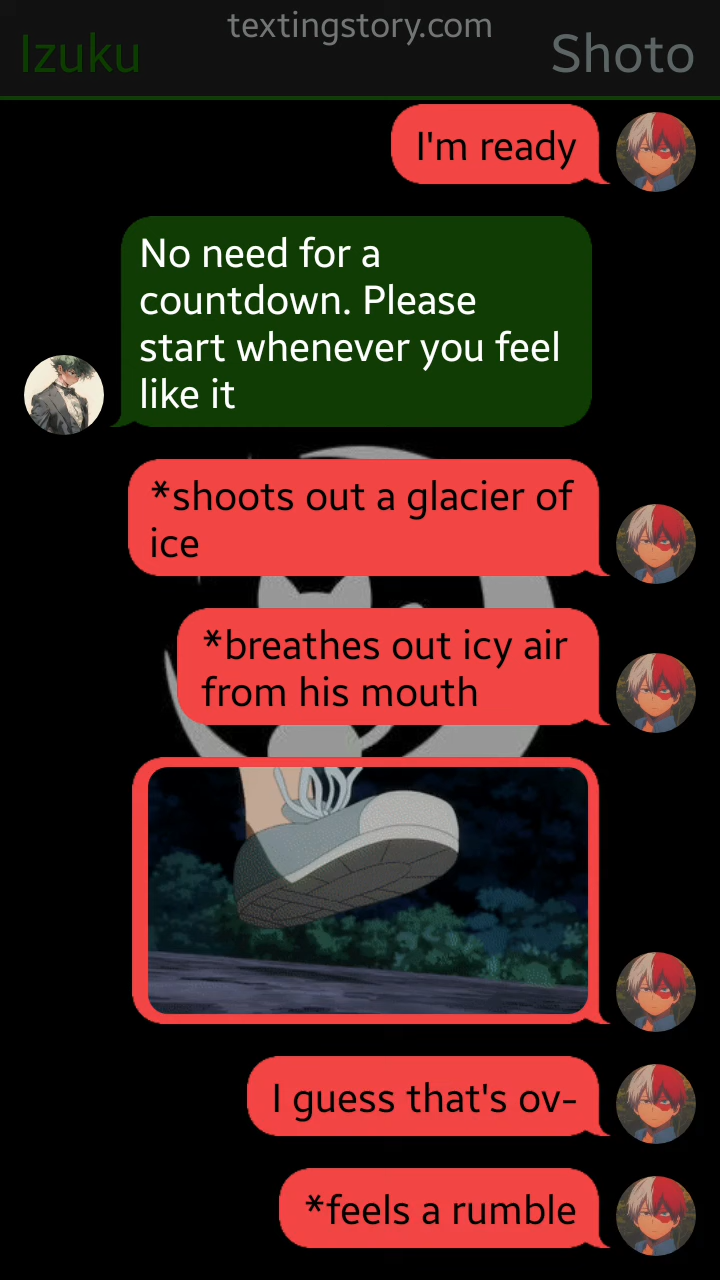 textingstory.com
Izuku
Shoto
I'm ready
No need for a
countdown. Please
start whenever you feel
like it
*shoots out a glacier of
ice
*breathes out icy air
from his mouth
I guess that's ov-
*feels a rumble